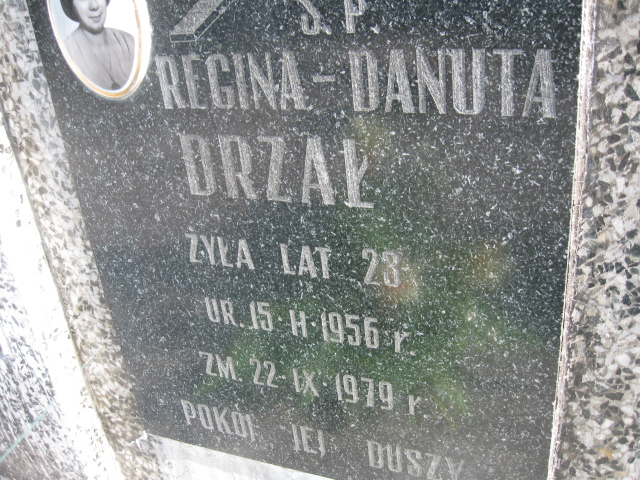 Ś.P.
REGINA-DANUTA
DRZAŁ
ŻYŁA LAT 23
UR. 15-II-1956 r.
ZM. 22-IX-1979 r.
POKÓJ JEJ DUSZY